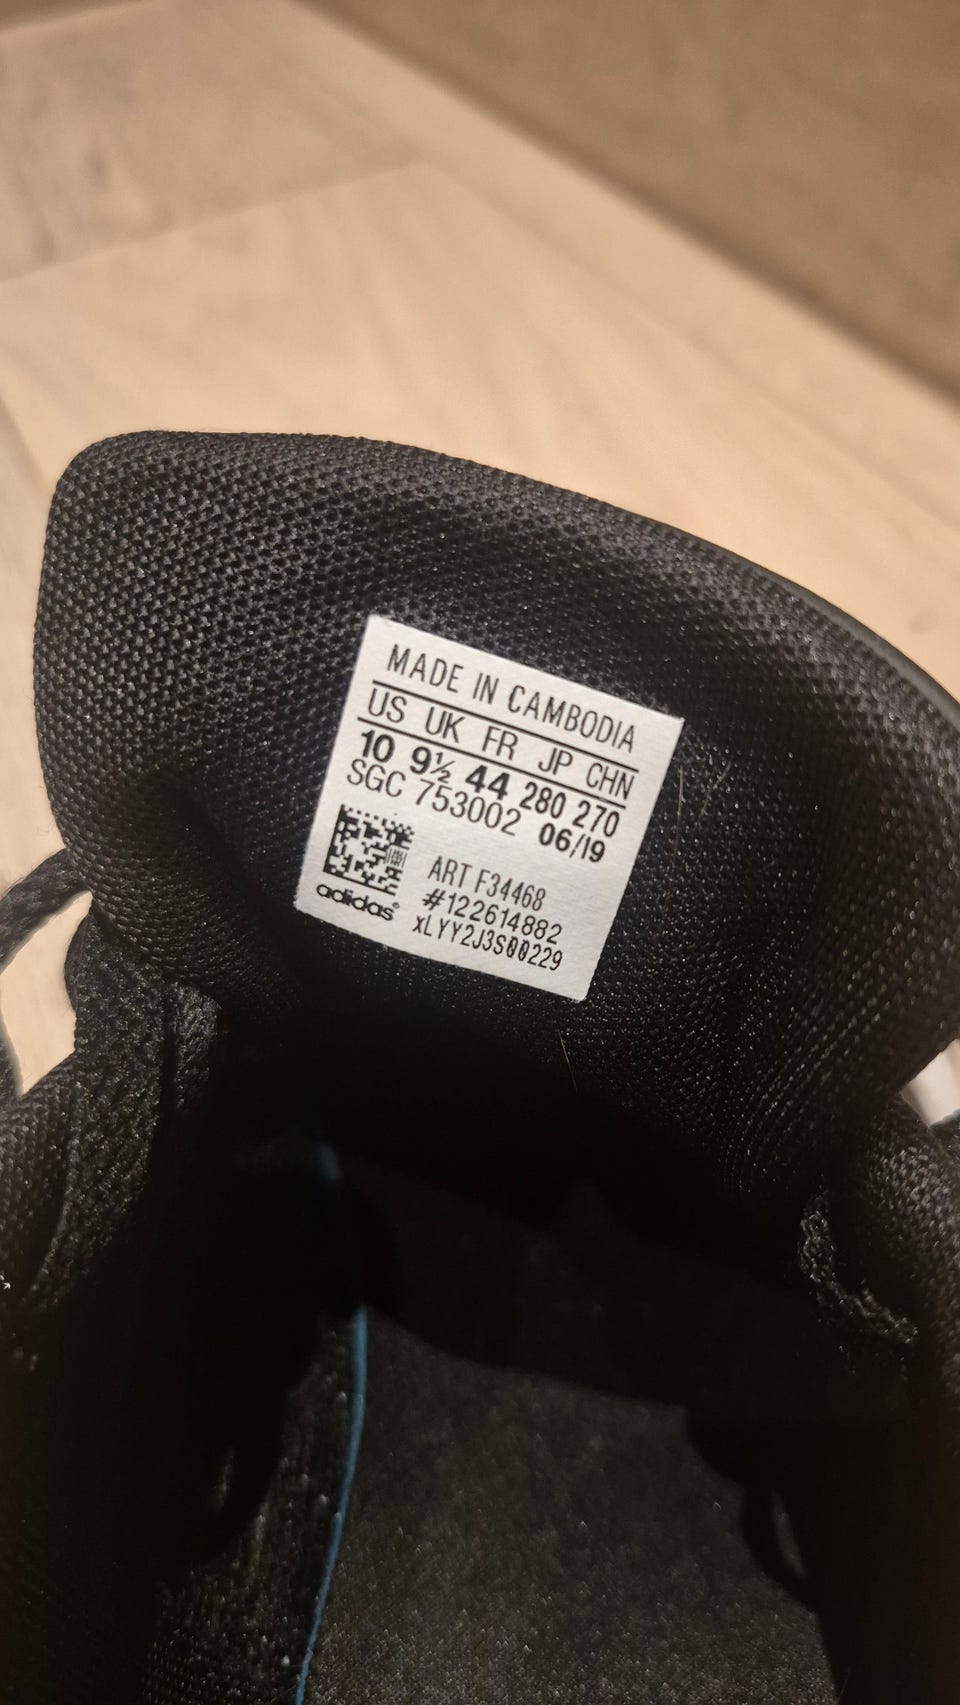 MADE IN CAMBODIA
US UK FR JP CHN
10 9½ 44 280 270
SGC 753002 06/19
ART F34468
#122614882
xLYY2J3S00229
adidas®